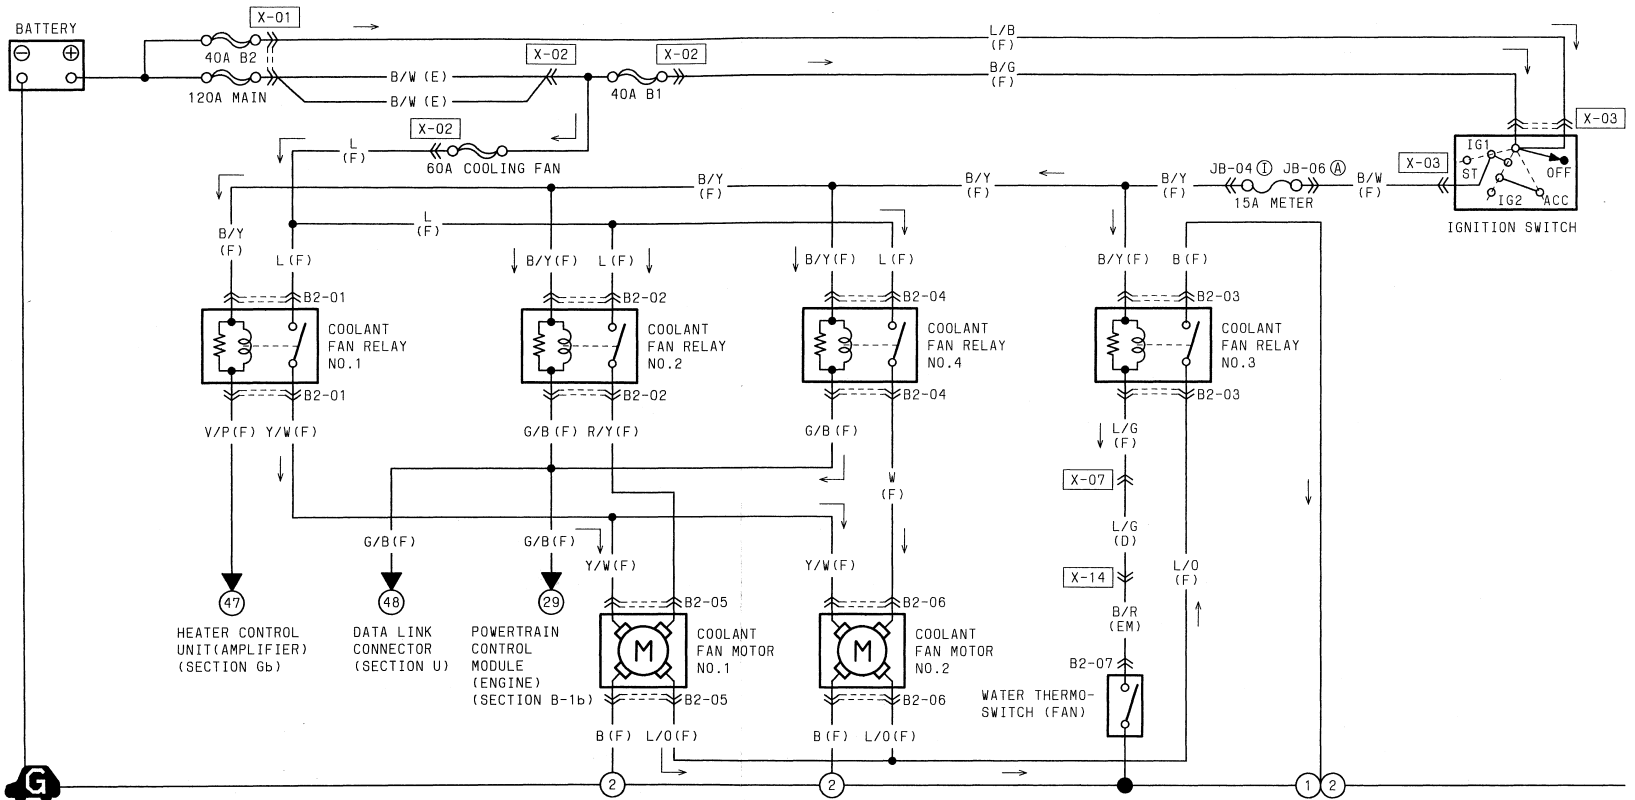 BATTERY
X-01
40A B2
120A MAIN
B/W (E)
B/W (E)
X-02
X-02
40A B1
L/B
(F)
B/G
(F)
X-02
60A COOLING FAN
L
(F)
X-03
X-03
IG1
ST
OFF
IG2
ACC
IGNITION SWITCH
JB-04 I
JB-06 A
15A METER
B/W
(F)
B/Y
(F)
B/Y
(F)
B/Y
(F)
L
(F)
B/Y
(F)
L (F)
B/Y(F)
L(F)
B/Y(F)
L(F)
B/Y(F)
B(F)
B2-01
B2-02
B2-04
B2-03
COOLANT
FAN RELAY
NO.1
COOLANT
FAN RELAY
NO.2
COOLANT
FAN RELAY
NO.4
COOLANT
FAN RELAY
NO.3
B2-01
B2-02
B2-04
B2-03
V/P(F)
Y/W(F)
G/B(F)
R/Y(F)
G/B(F)
W
(F)
L/G
(F)
X-07
L/G
(D)
X-14
B/R
(EM)
L/O
(F)
G/B(F)
G/B(F)
Y/W(F)
Y/W(F)
47
48
29
HEATER CONTROL
UNIT(AMPLIFIER)
(SECTION Gb)
DATA LINK
CONNECTOR
(SECTION U)
POWERTRAIN
CONTROL
MODULE
(ENGINE)
(SECTION B-1b)
B2-05
B2-06
M
M
COOLANT
FAN MOTOR
NO.1
COOLANT
FAN MOTOR
NO.2
B2-05
B2-06
B2-07
WATER THERMO-
SWITCH (FAN)
B(F)
L/O(F)
B(F)
L/O(F)
G
2
2
1
2